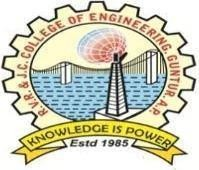 R.V.R. & J.C. COLLEGE OF ENGINEERING, GUNTUR, A.P.
KNOWLEDGE IS POWER
Estd 1985